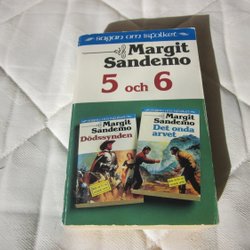 sagan om isfolket
Margit
Sandemo
5 och 6
Margit
Sandemo
Dödssynden
Margit
Sandemo
Det onda
arvet